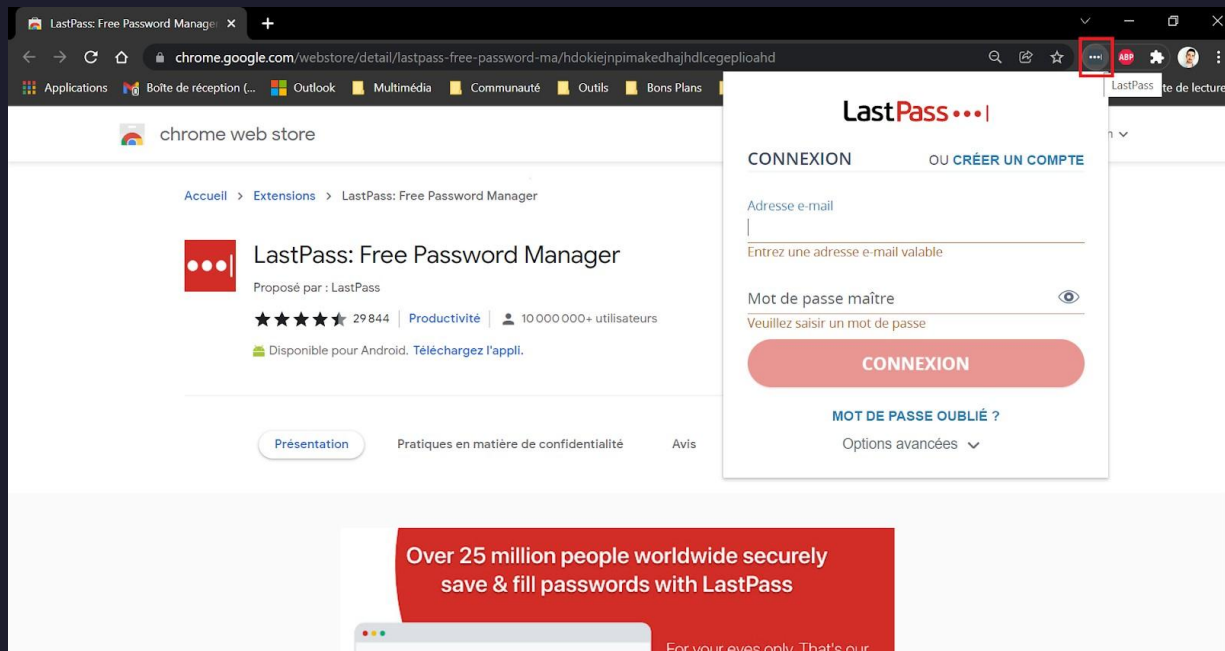 LastPass: Free Password Manager
chrome.google.com/webstore/detail/lastpass-free-password-ma/hdokiejnpimakedhajhdlcegeplioahd
ABP
Applications Boîte de réception (... Outlook Multimédia Communauté Outils Bons Plans
LastPass
te de lecture
chrome web store
Accueil > Extensions > LastPass: Free Password Manager
LastPass: Free Password Manager
Proposé par : LastPass
29 844 Productivité 10 000 000+ utilisateurs
Disponible pour Android. Téléchargez l'appli.
Présentation Pratiques en matière de confidentialité Avis
LastPass
CONNEXION OU CRÉER UN COMPTE
Adresse e-mail
Entrez une adresse e-mail valable
Mot de passe maître
Veuillez saisir un mot de passe
CONNEXION
MOT DE PASSE OUBLIÉ ?
Options avancées
Over 25 million people worldwide securely
save & fill passwords with LastPass
For your eyes only. That's our